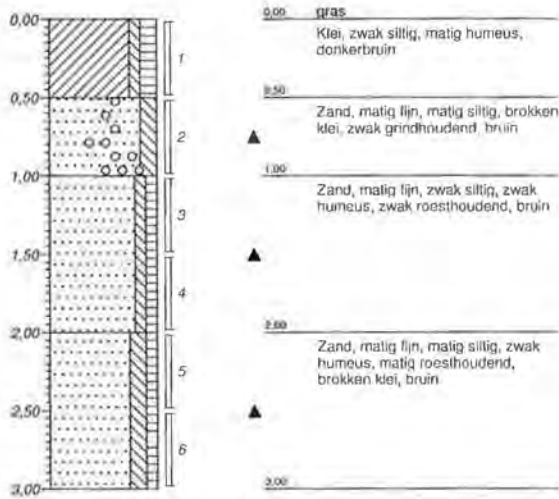 0,00
0,50
1,00
1,50
2,00
2,50
3,00
1
2
3
4
5
6
0,00
gras
Klei, zwak siltig, matig humeus,
donkerbruin
0,50
Zand, matig fijn, matig siltig, brokken
klei, zwak grindhoudend, bruin
1,00
Zand, matig fijn, zwak siltig, zwak
humeus, zwak roesthoudend, bruin
2,00
Zand, matig fijn, matig siltig, zwak
humeus, matig roesthoudend,
brokken klei, bruin
3,00